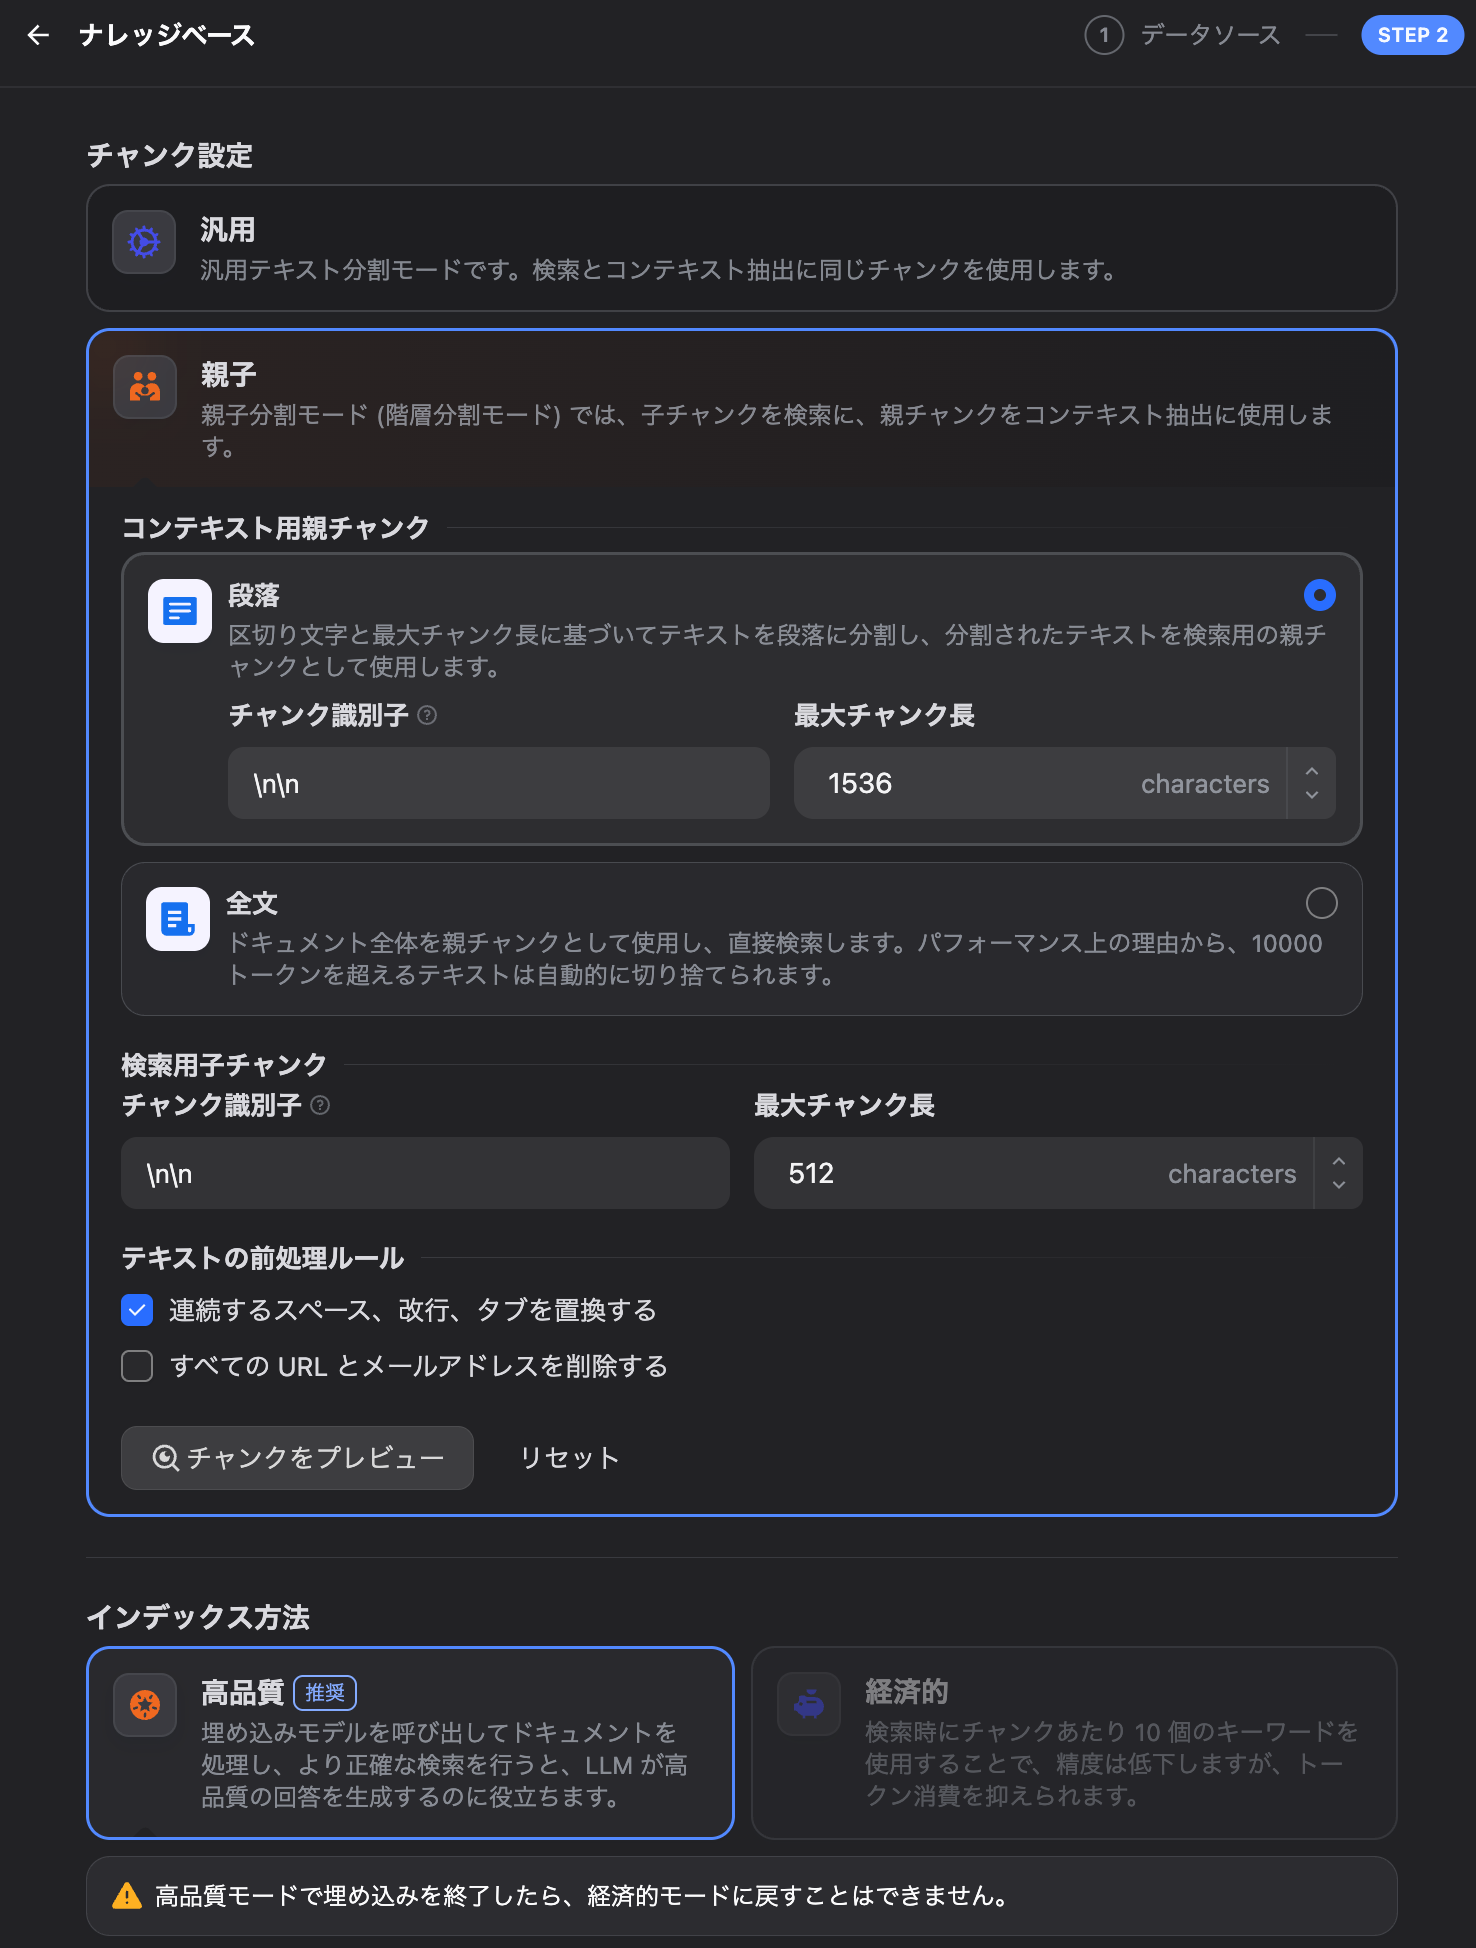 ナレッジベース
1 データソース STEP 2
チャンク設定
汎用
汎用テキスト分割モードです。検索とコンテキスト抽出に同じチャンクを使用します。
親子
親子分割モード (階層分割モード) では、子チャンクを検索に、親チャンクをコンテキスト抽出に使用しま
す。
コンテキスト用親チャンク
段落
区切り文字と最大チャンク長に基づいてテキストを段落に分割し、分割されたテキストを検索用の親チ
ャンクとして使用します。
チャンク識別子 ? 最大チャンク長
\n\n 1536 characters
全文
ドキュメント全体を親チャンクとして使用し、直接検索します。パフォーマンス上の理由から、10000
トークンを超えるテキストは自動的に切り捨てられます。
検索用子チャンク
チャンク識別子 ? 最大チャンク長
\n\n 512 characters
テキストの前処理ルール
連続するスペース、改行、タブを置換する
すべての URL とメールアドレスを削除する
チャンクをプレビュー リセット
インデックス方法
高品質 推奨
埋め込みモデルを呼び出してドキュメントを
処理し、より正確な検索を行うと、LLM が高
品質の回答を生成するのに役立ちます。
経済的
検索時にチャンクあたり 10 個のキーワードを
使用することで、精度は低下しますが、トー
クン消費を抑えられます。
高品質モードで埋め込みを終了したら、経済的モードに戻すことはできません。